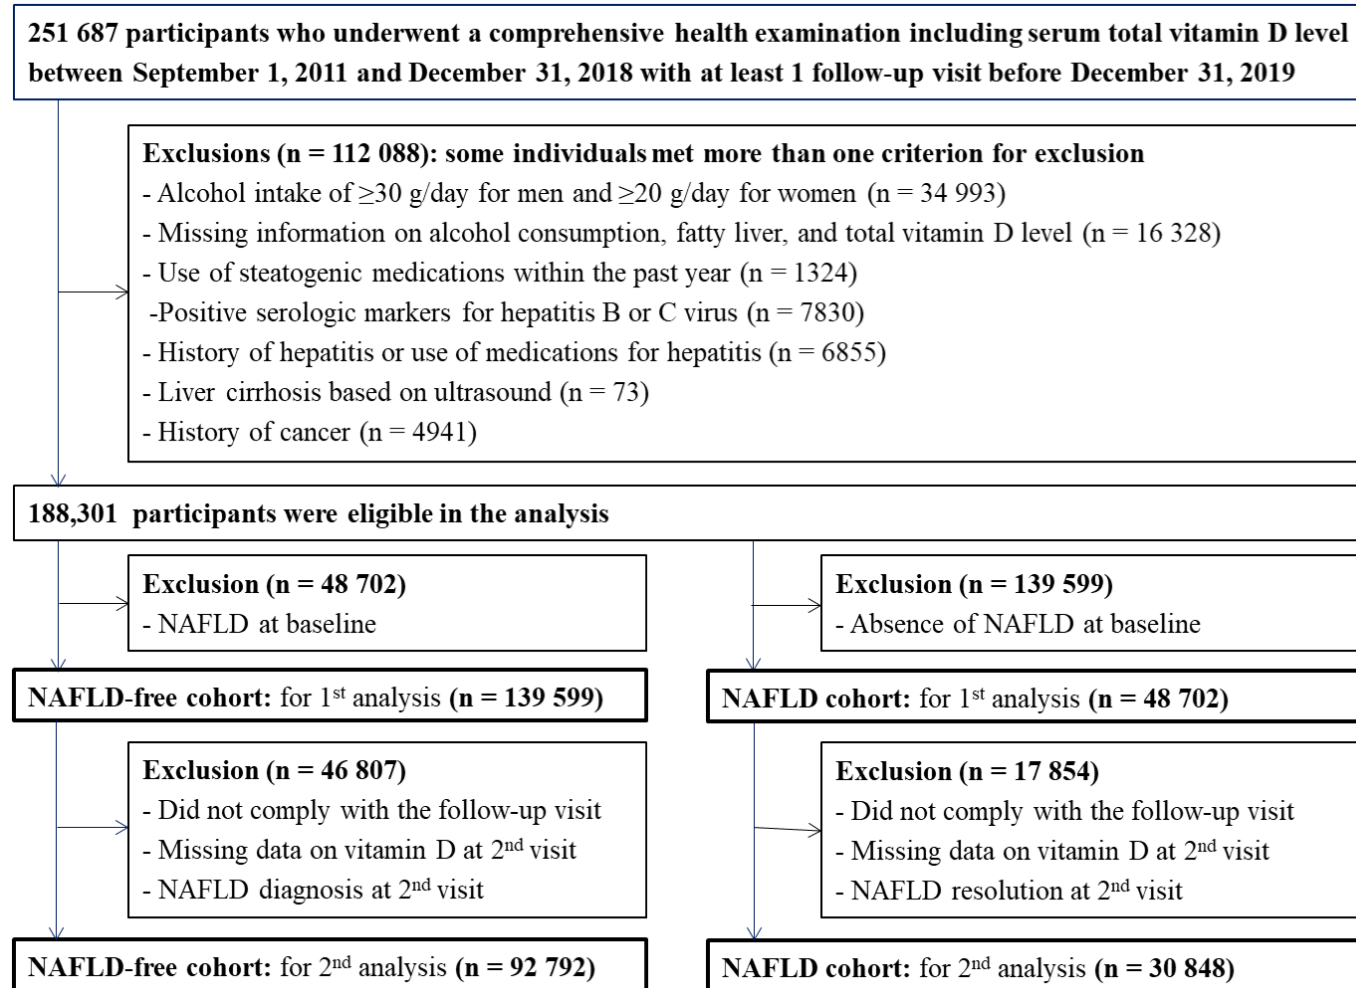 251 687 participants who underwent a comprehensive health examination including serum total vitamin D level
between September 1, 2011 and December 31, 2018 with at least 1 follow-up visit before December 31, 2019
Exclusions (n = 112 088): some individuals met more than one criterion for exclusion
- Alcohol intake of ≥30 g/day for men and ≥20 g/day for women (n = 34 993)
- Missing information on alcohol consumption, fatty liver, and total vitamin D level (n = 16 328)
- Use of steatogenic medications within the past year (n = 1324)
-Positive serologic markers for hepatitis B or C virus (n = 7830)
- History of hepatitis or use of medications for hepatitis (n = 6855)
- Liver cirrhosis based on ultrasound (n = 73)
- History of cancer (n = 4941)
188,301 participants were eligible in the analysis
Exclusion (n = 48 702)
- NAFLD at baseline
Exclusion (n = 139 599)
- Absence of NAFLD at baseline
NAFLD-free cohort: for 1st analysis (n = 139 599)
NAFLD cohort: for 1st analysis (n = 48 702)
Exclusion (n = 46 807)
- Did not comply with the follow-up visit
- Missing data on vitamin D at 2nd visit
- NAFLD diagnosis at 2nd visit
Exclusion (n = 17 854)
- Did not comply with the follow-up visit
- Missing data on vitamin D at 2nd visit
- NAFLD resolution at 2nd visit
NAFLD-free cohort: for 2nd analysis (n = 92 792)
NAFLD cohort: for 2nd analysis (n = 30 848)